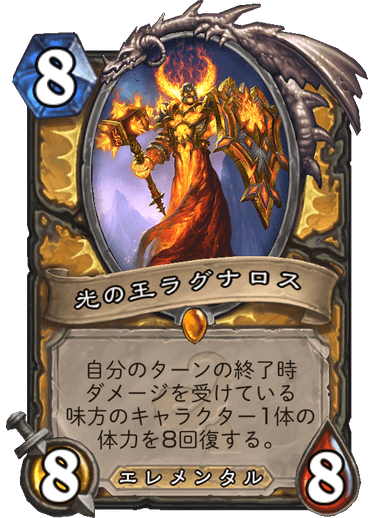 8
光の王ラグナロス
自分のターンの終了時
ダメージを受けている
味方のキャラクター1体の
体力を8回復する。
エレメンタル
8
8